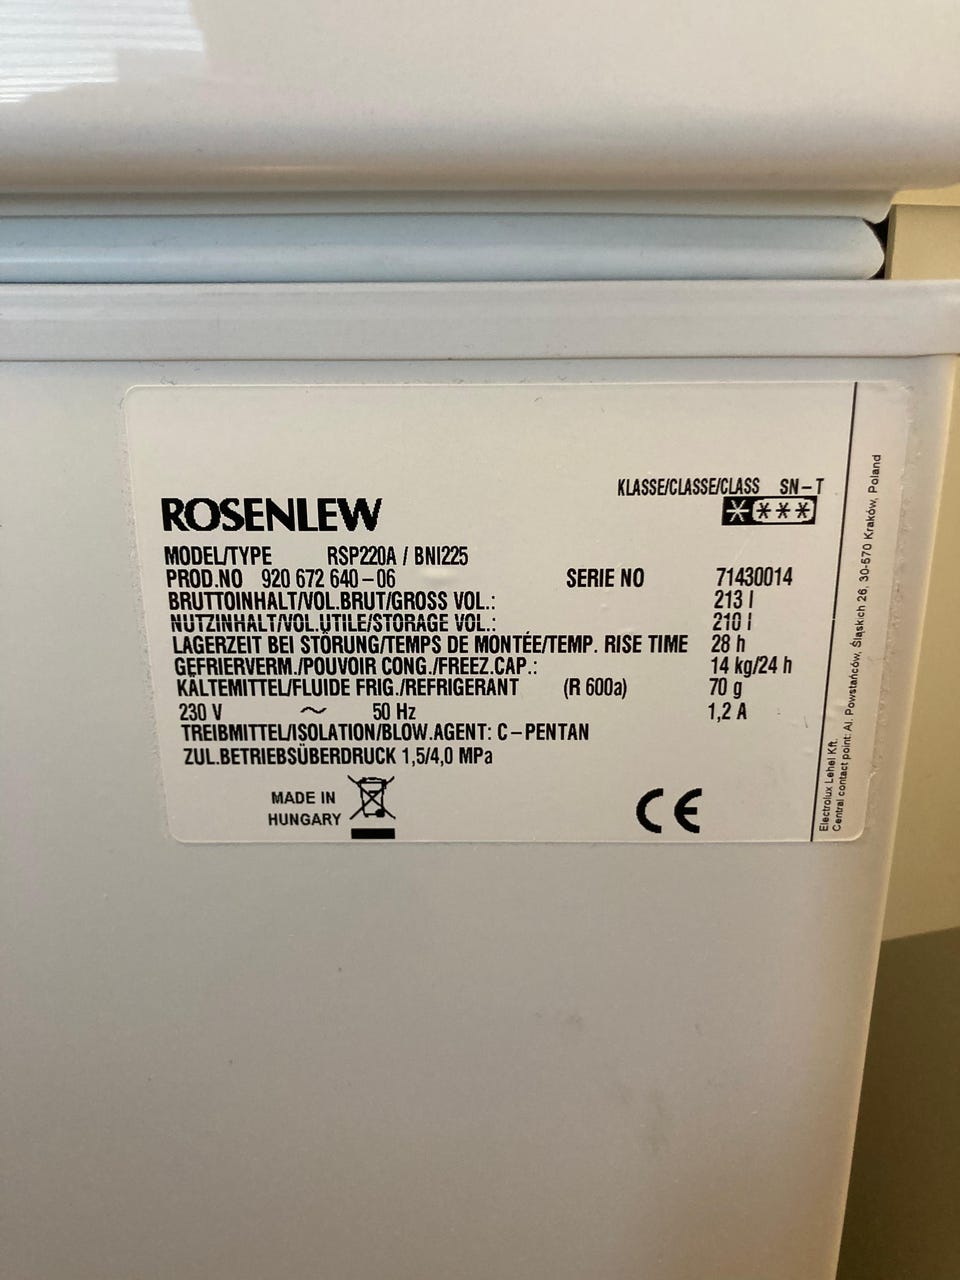 KLASSE/CLASSE/CLASS SN-T
ROSENLEW
MODEL/TYPE RSP220A / BNI225
PROD.NO 920 672 640-06 SERIE NO 71430014
BRUTTOINHALT/VOL.BRUT/GROSS VOL.: 213 l
NUTZINHALT/VOL.UTILE/STORAGE VOL.: 210 l
LAGERZEIT BEI STÖRUNG/TEMPS DE MONTÉE/TEMP. RISE TIME 28 h
GEFRIERVERM./POUVOIR CONG./FREEZ.CAP.: 14 kg/24 h
KÄLTEMITTEL/FLUIDE FRIG./REFRIGERANT (R 600a) 70 g
230 V ~ 50 Hz 1,2 A
TREIBMITTEL/ISOLATION/BLOW.AGENT: C-PENTAN
ZUL.BETRIEBSÜBERDRUCK 1,5/4,0 MPa
MADE IN
HUNGARY
CE
Electrolux Lehel Kft.
Central contact point: Al. Powstańców, Śląskich 26, 30-570 Kraków, Poland